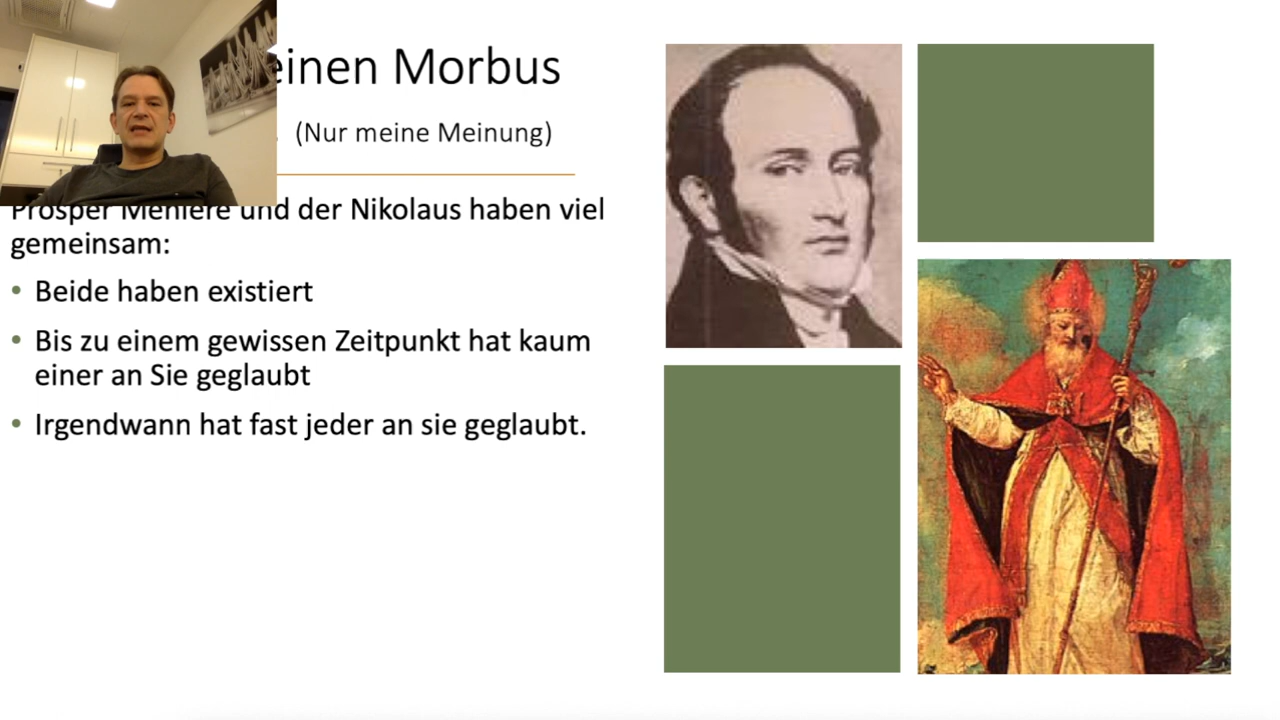 einen Morbus
(Nur meine Meinung)
Prosper Menière und der Nikolaus haben viel
gemeinsam:
• Beide haben existiert
• Bis zu einem gewissen Zeitpunkt hat kaum
einer an Sie geglaubt
• Irgendwann hat fast jeder an sie geglaubt.